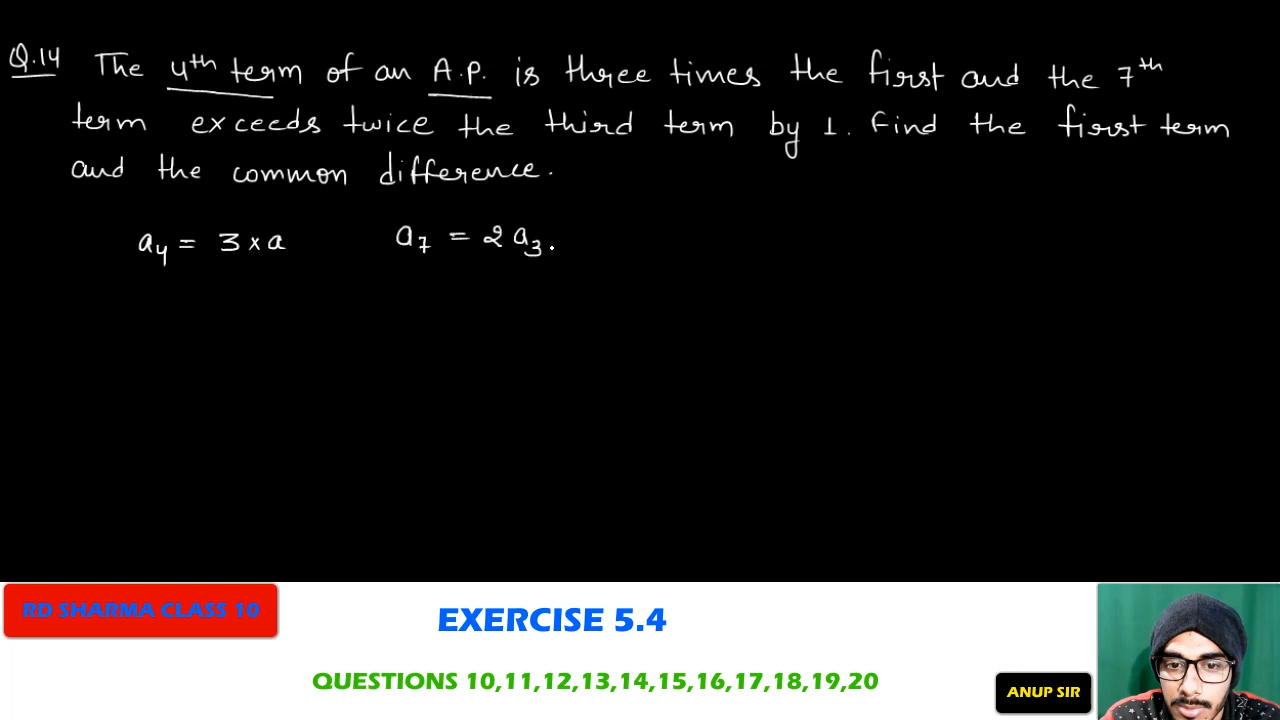 Q.14 The 4th term of an A.P. is three times the first and the 7th
term exceeds twice the third term by 1. Find the first term
and the common difference.
a4 = 3 × a a7 = 2 a3.
RD SHARMA CLASS 10
EXERCISE 5.4
QUESTIONS 10,11,12,13,14,15,16,17,18,19,20
ANUP SIR